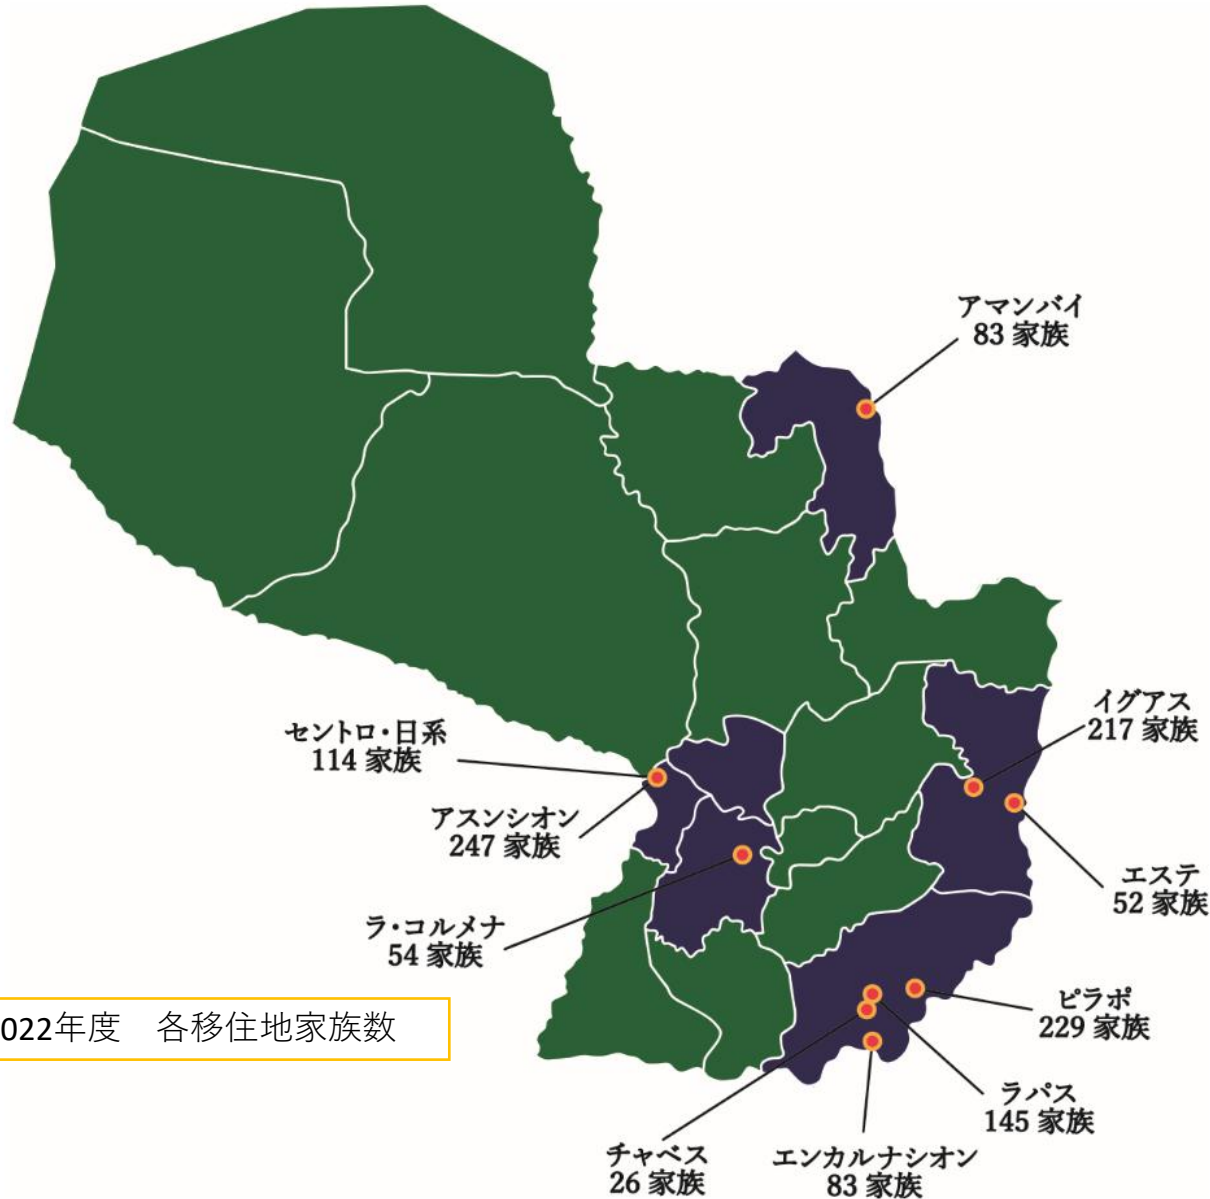 アマンバイ
83 家族
イグアス
217 家族
セントロ・日系
114 家族
アスンシオン
247 家族
エステ
52 家族
ラ・コルメナ
54 家族
022年度　各移住地家族数
ピラポ
229 家族
ラパス
145 家族
チャベス
26 家族
エンカルナシオン
83 家族